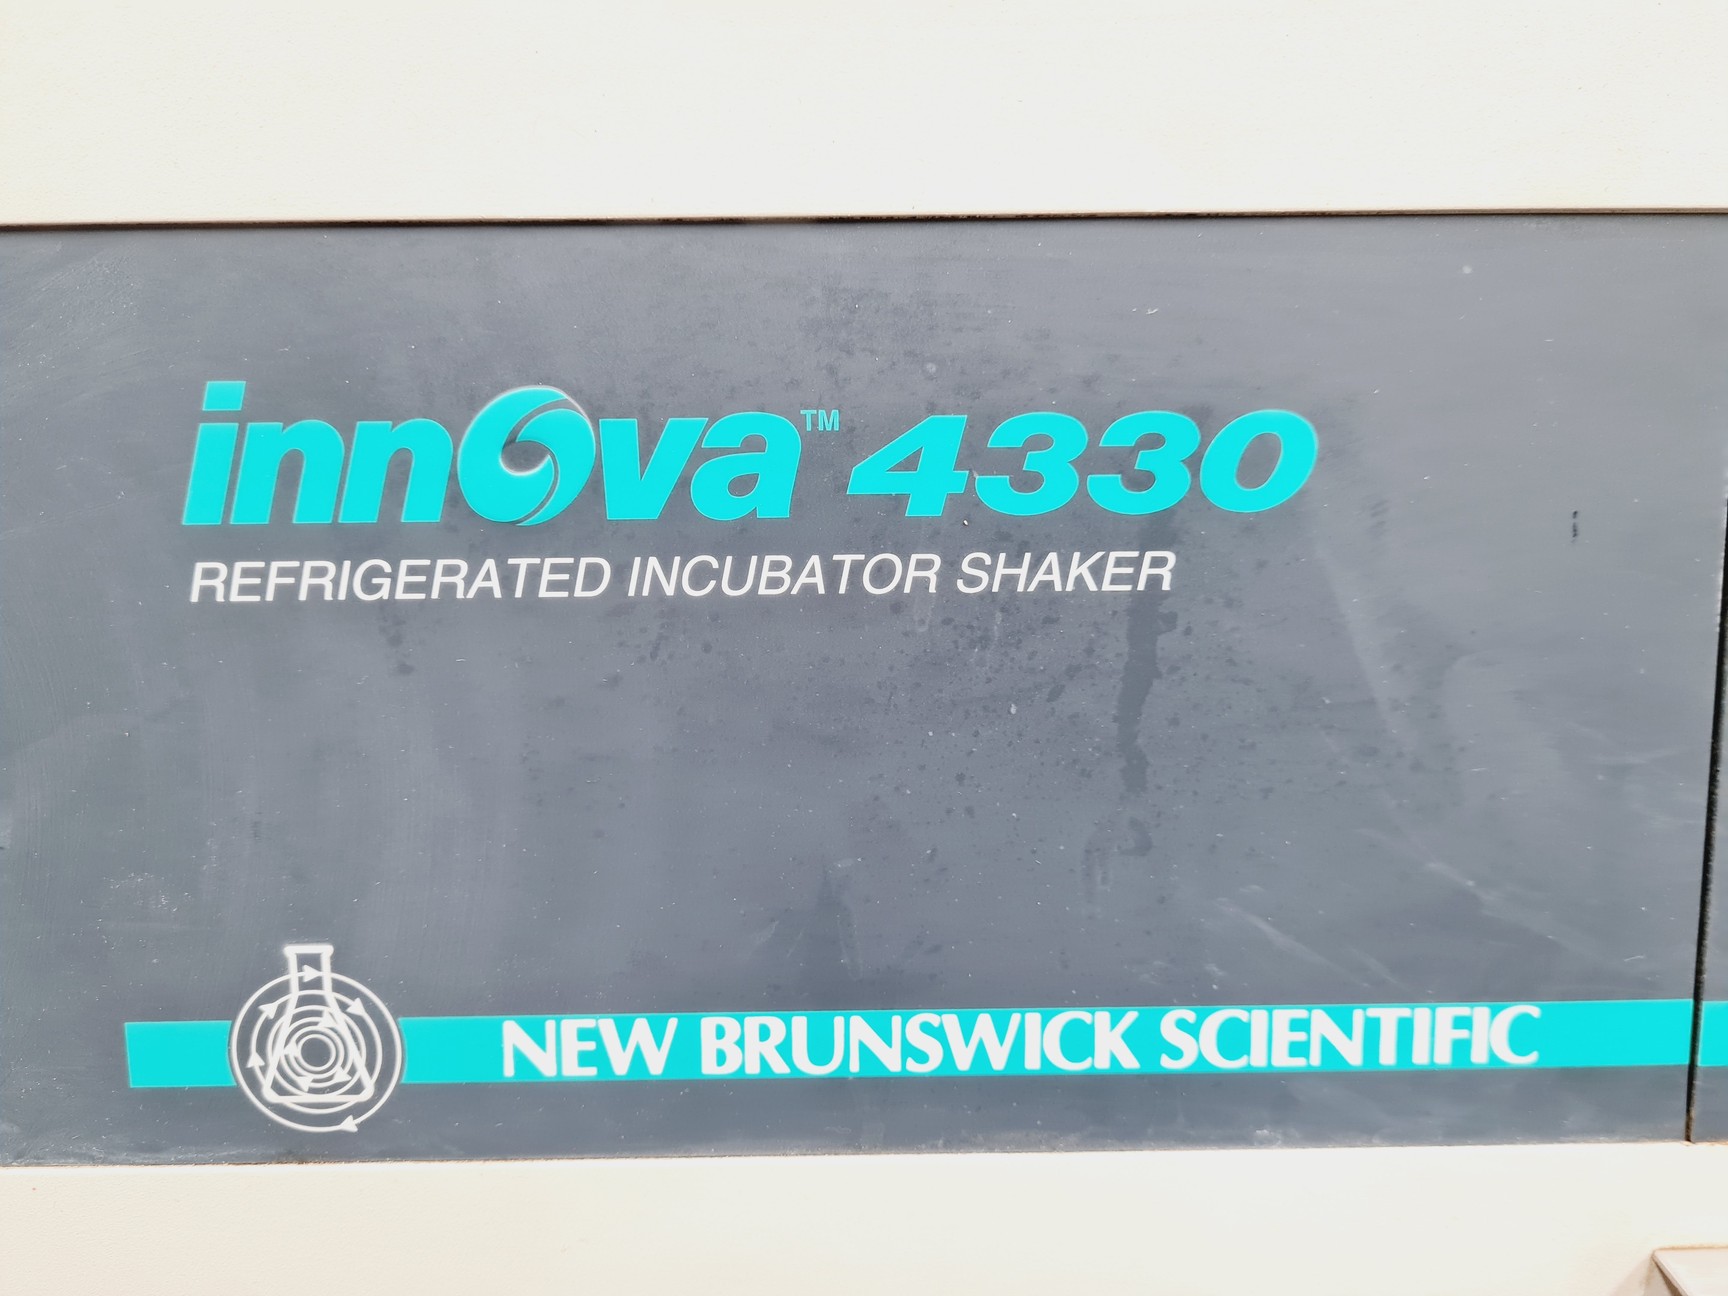 innova™ 4330
REFRIGERATED INCUBATOR SHAKER
NEW BRUNSWICK SCIENTIFIC